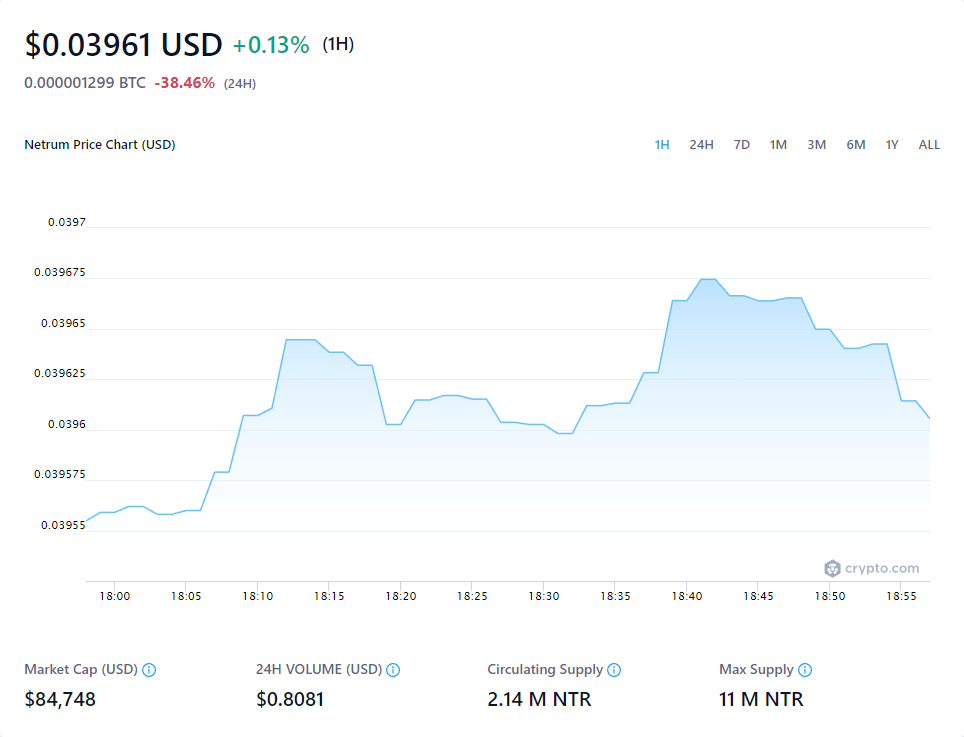 $0.03961 USD +0.13% (1H)
0.000001299 BTC -38.46% (24H)
Netrum Price Chart (USD) 1H 24H 7D 1M 3M 6M 1Y ALL
0.0397
0.039675
0.03965
0.039625
0.0396
0.039575
0.03955
crypto.com
18:00 18:05 18:10 18:15 18:20 18:25 18:30 18:35 18:40 18:45 18:50 18:55
Market Cap (USD) 24H VOLUME (USD) Circulating Supply Max Supply
$84,748 $0.8081 2.14 M NTR 11 M NTR